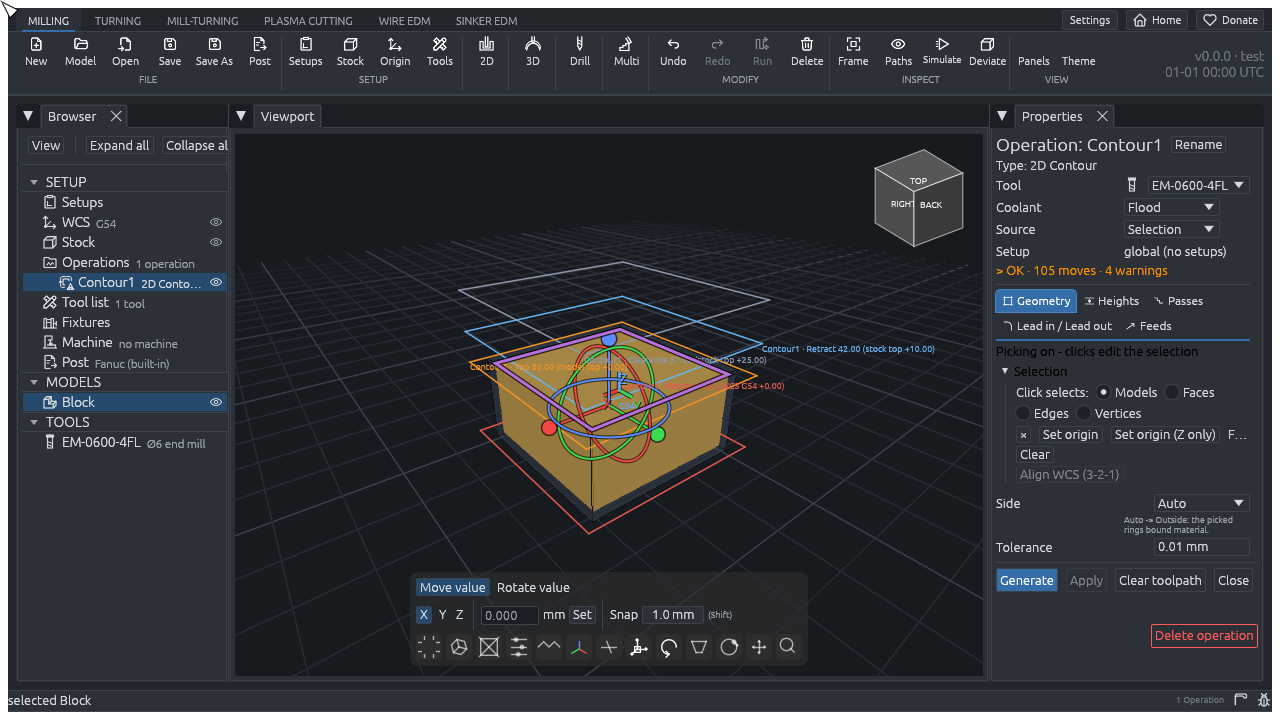 MILLING TURNING MILL-TURNING PLASMA CUTTING WIRE EDM SINKER EDM Settings Home Donate
New Model Open Save Save As Post Setups Stock Origin Tools 2D 3D Drill Multi Undo Redo Run Delete Frame Paths Simulate Deviate Panels Theme
FILE SETUP MODIFY INSPECT VIEW
v0.0.0 · test
01-01 00:00 UTC
Browser
View Expand all Collapse al
SETUP
Setups
WCS G54
Stock
Operations 1 operation
Contour1 2D Conto...
Tool list 1 tool
Fixtures
Machine no machine
Post Fanuc (built-in)
MODELS
Block
TOOLS
EM-0600-4FL Ø6 end mill
Viewport
TOP
RIGHT BACK
Contour1 · Retract 42.00 (stock top +10.00)
Move value Rotate value
X Y Z 0.000 mm Set Snap 1.0 mm (Shift)
Properties
Operation: Contour1 Rename
Type: 2D Contour
Tool EM-0600-4FL
Coolant Flood
Source Selection
Setup global (no setups)
> OK · 105 moves · 4 warnings
Geometry Heights Passes
Lead in / Lead out Feeds
Picking on - clicks edit the selection
Selection
Click selects: Models Faces
Edges Vertices
× Set origin Set origin (Z only) F...
Clear
Align WCS (3-2-1)
Side Auto
Auto -> Outside: the picked
rings bound material.
Tolerance 0.01 mm
Generate Apply Clear toolpath Close
Delete operation
selected Block
1 Operation